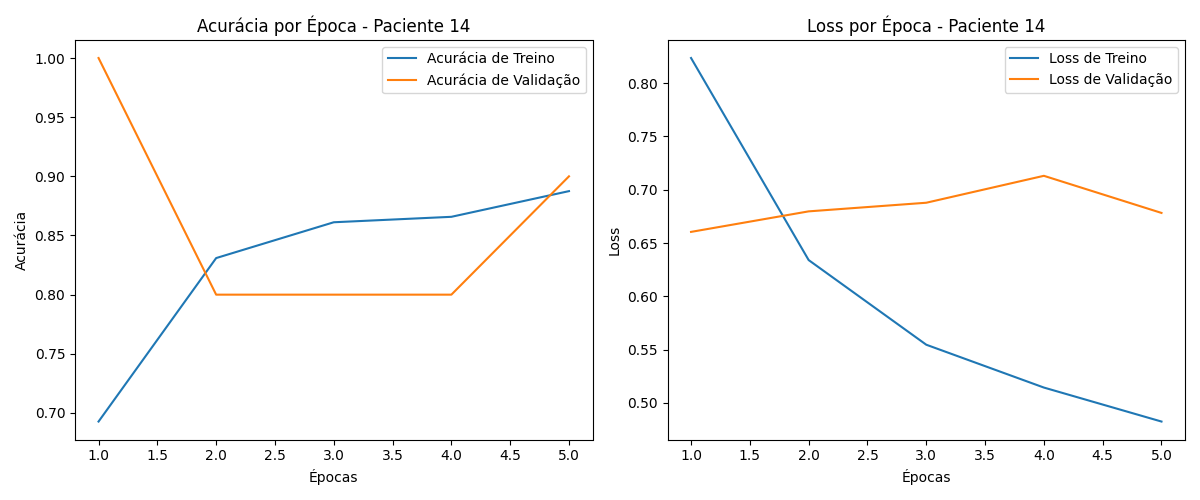 Acurácia por Época - Paciente 14
Acurácia de Treino
Acurácia de Validação
1.00
0.95
0.90
0.85
0.80
0.75
0.70
Acurácia
1.0 1.5 2.0 2.5 3.0 3.5 4.0 4.5 5.0
Épocas
Loss por Época - Paciente 14
Loss de Treino
Loss de Validação
0.80
0.75
0.70
0.65
0.60
0.55
0.50
Loss
1.0 1.5 2.0 2.5 3.0 3.5 4.0 4.5 5.0
Épocas